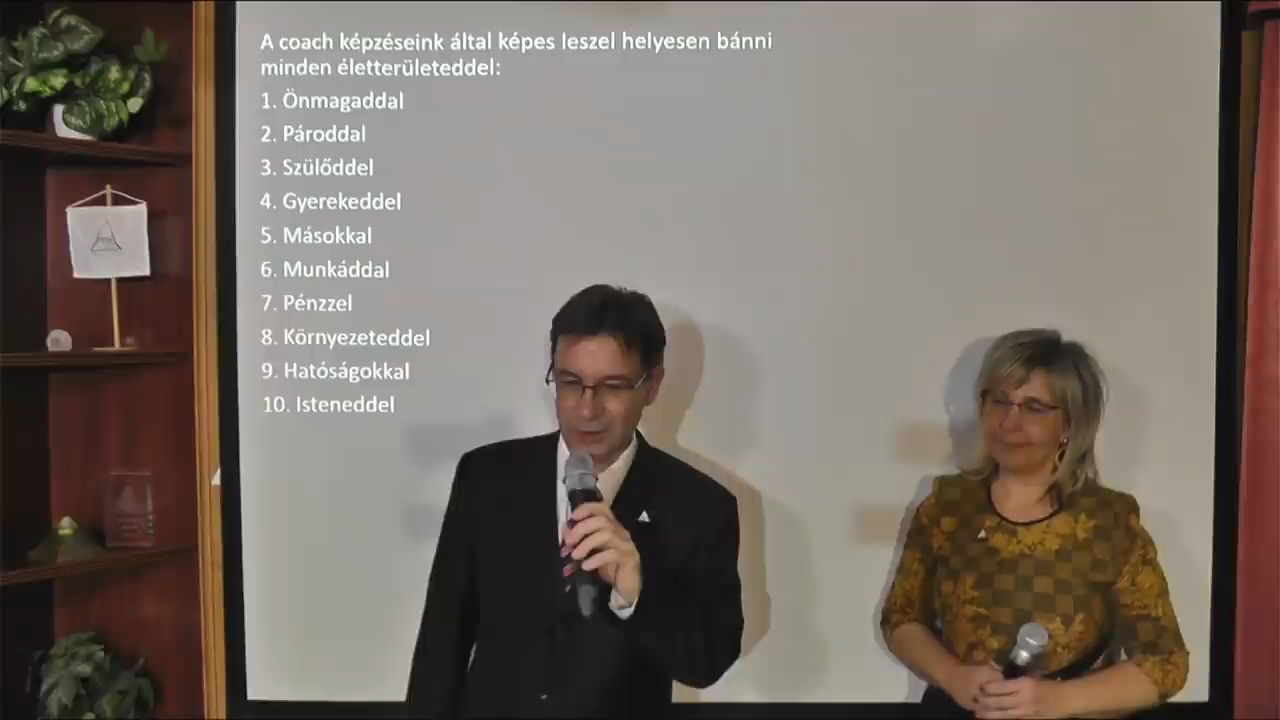 A coach képzéseink által képes leszel helyesen bánni
minden életterületeddel:
1. Önmagaddal
2. Pároddal
3. Szülőddel
4. Gyerekeddel
5. Másokkal
6. Munkáddal
7. Pénzzel
8. Környezeteddel
9. Hatóságokkal
10. Isteneddel